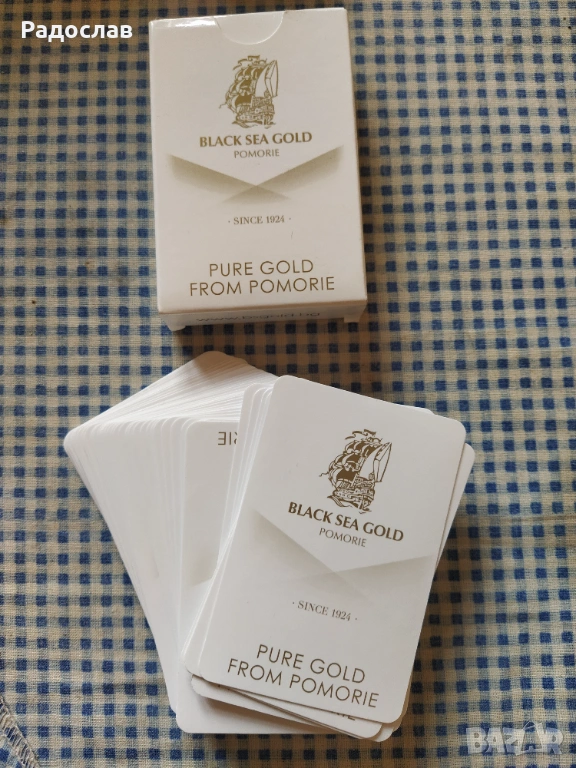 Радослав
BLACK SEA GOLD
POMORIE
· SINCE 1924 ·
PURE GOLD
FROM POMORIE
BLACK SEA GOLD
POMORIE
· SINCE 1924 ·
PURE GOLD
FROM POMORIE
BAZAR